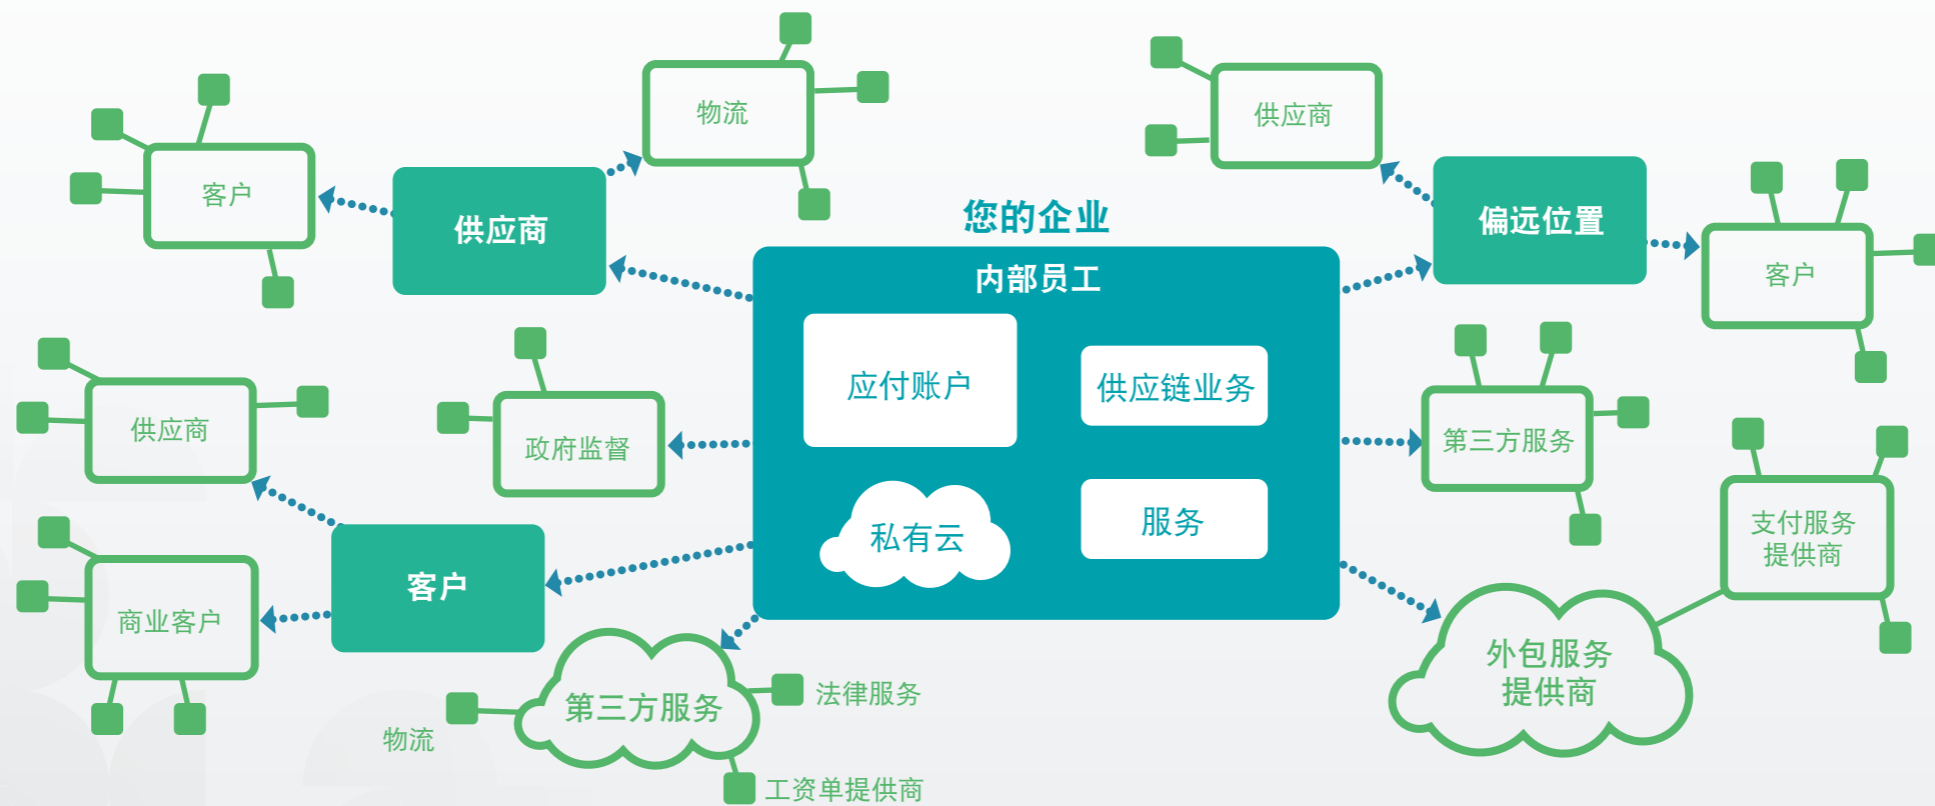 物流
供应商
客户
供应商
偏远位置
您的企业
客户
内部员工
应付账户
供应链业务
供应商
政府监督
第三方服务
私有云
服务
支付服务
提供商
客户
商业客户
外包服务
提供商
第三方服务
法律服务
物流
工资单提供商